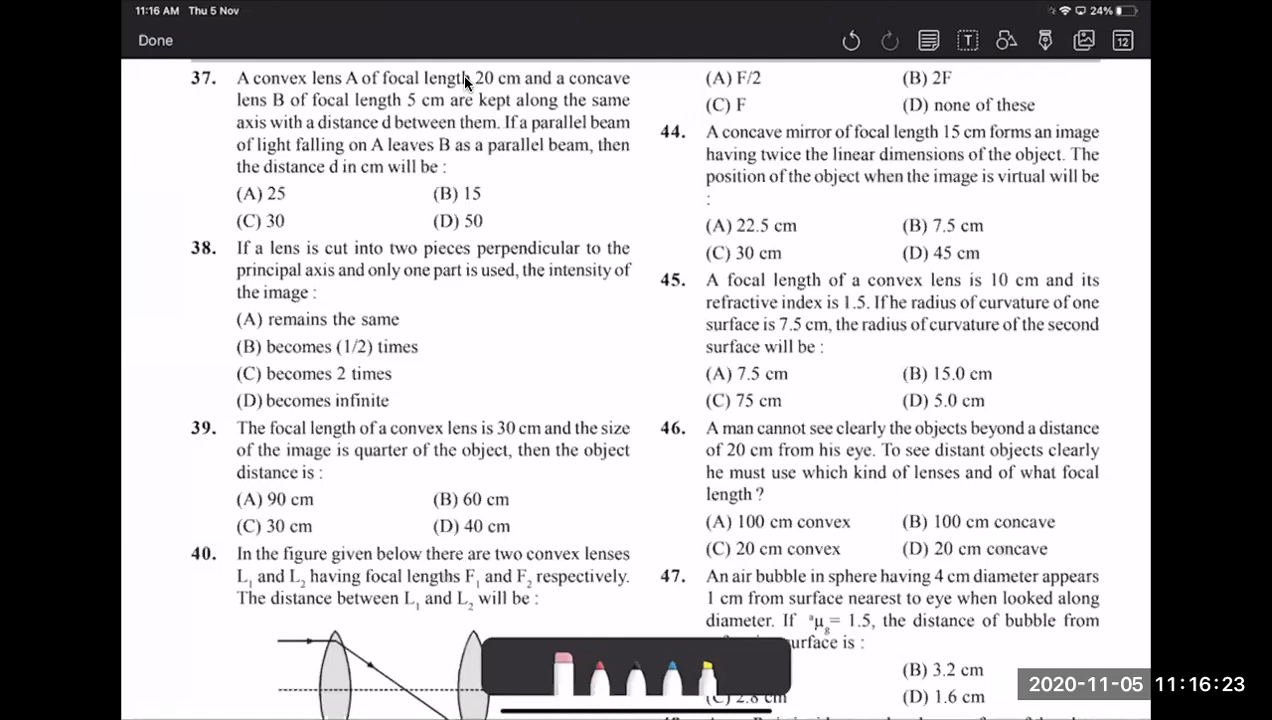 11:16 AM Thu 5 Nov
24%
Done
12
37. A convex lens A of focal length 20 cm and a concave
lens B of focal length 5 cm are kept along the same
axis with a distance d between them. If a parallel beam
of light falling on A leaves B as a parallel beam, then
the distance d in cm will be :
(A) 25 (B) 15
(C) 30 (D) 50
38. If a lens is cut into two pieces perpendicular to the
principal axis and only one part is used, the intensity of
the image :
(A) remains the same
(B) becomes (1/2) times
(C) becomes 2 times
(D) becomes infinite
39. The focal length of a convex lens is 30 cm and the size
of the image is quarter of the object, then the object
distance is :
(A) 90 cm (B) 60 cm
(C) 30 cm (D) 40 cm
40. In the figure given below there are two convex lenses
L₁ and L₂ having focal lengths F₁ and F₂ respectively.
The distance between L₁ and L₂ will be :
(A) F/2 (B) 2F
(C) F (D) none of these
44. A concave mirror of focal length 15 cm forms an image
having twice the linear dimensions of the object. The
position of the object when the image is virtual will be
:
(A) 22.5 cm (B) 7.5 cm
(C) 30 cm (D) 45 cm
45. A focal length of a convex lens is 10 cm and its
refractive index is 1.5. If he radius of curvature of one
surface is 7.5 cm, the radius of curvature of the second
surface will be :
(A) 7.5 cm (B) 15.0 cm
(C) 75 cm (D) 5.0 cm
46. A man cannot see clearly the objects beyond a distance
of 20 cm from his eye. To see distant objects clearly
he must use which kind of lenses and of what focal
length ?
(A) 100 cm convex (B) 100 cm concave
(C) 20 cm convex (D) 20 cm concave
47. An air bubble in sphere having 4 cm diameter appears
1 cm from surface nearest to eye when looked along
diameter. If ᵃμg = 1.5, the distance of bubble from
surface is :
(B) 3.2 cm
(C) 2.8 cm (D) 1.6 cm
2020-11-05 11:16:23